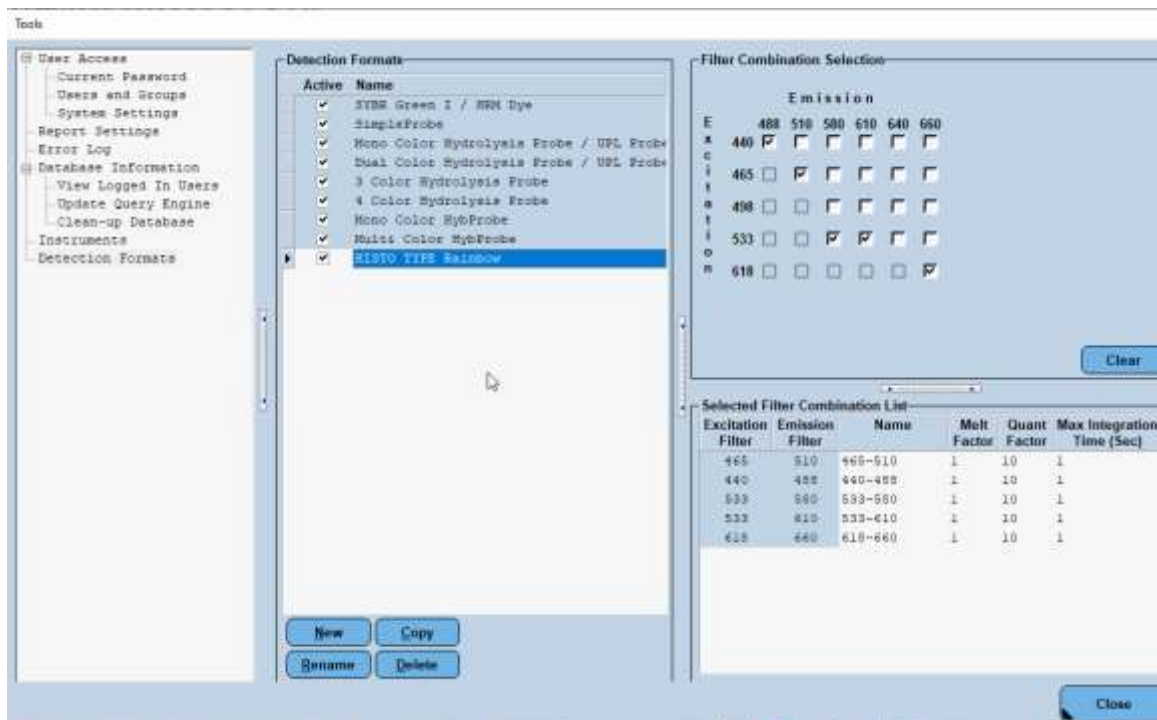 Tools
User Access
Current Password
Users and Groups
System Settings
Report Settings
Error Log
Database Information
View Logged In Users
Update Query Engine
Clean-up Database
Instruments
Detection Formats
Detection Formats
Active Name
SYBR Green I / HRM Dye
SimpleProbe
Mono Color Hydrolysis Probe / UPL Probe
Dual Color Hydrolysis Probe / UPL Probe
3 Color Hydrolysis Probe
4 Color Hydrolysis Probe
Mono Color HybProbe
Multi Color HybProbe
HISTO TYPE Rainbow
New Copy
Rename Delete
Filter Combination Selection
Emission
Excitation
488 510 580 610 640 660
440
465
498
533
618
Clear
Selected Filter Combination List
Excitation Filter Emission Filter Name Melt Factor Quant Factor Max Integration Time (Sec)
465 510 465-510 1 10 1
440 488 440-488 1 10 1
533 580 533-580 1 10 1
533 610 533-610 1 10 1
618 660 618-660 1 10 1
Close